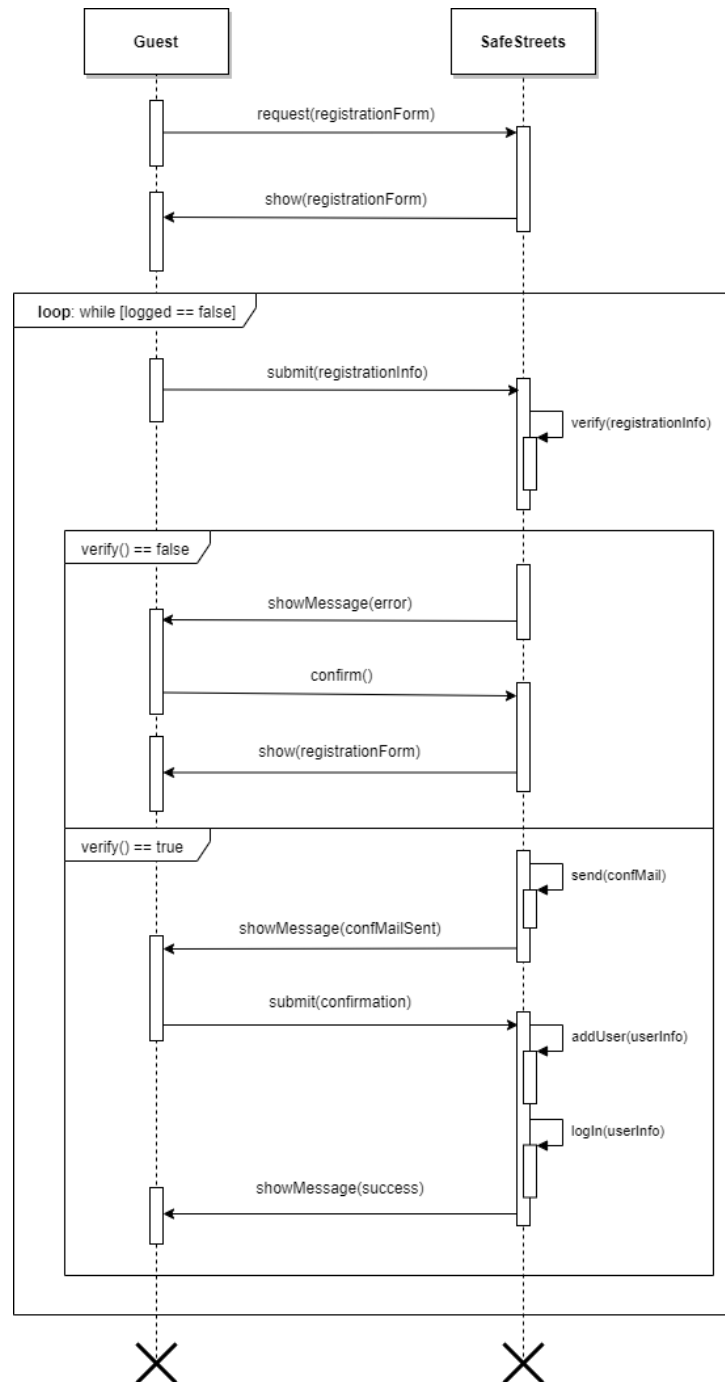 Guest
SafeStreets
request(registrationForm)
show(registrationForm)
loop: while [logged == false]
submit(registrationInfo)
verify(registrationInfo)
verify() == false
showMessage(error)
confirm()
show(registrationForm)
verify() == true
send(confMail)
showMessage(confMailSent)
submit(confirmation)
addUser(userInfo)
logIn(userInfo)
showMessage(success)